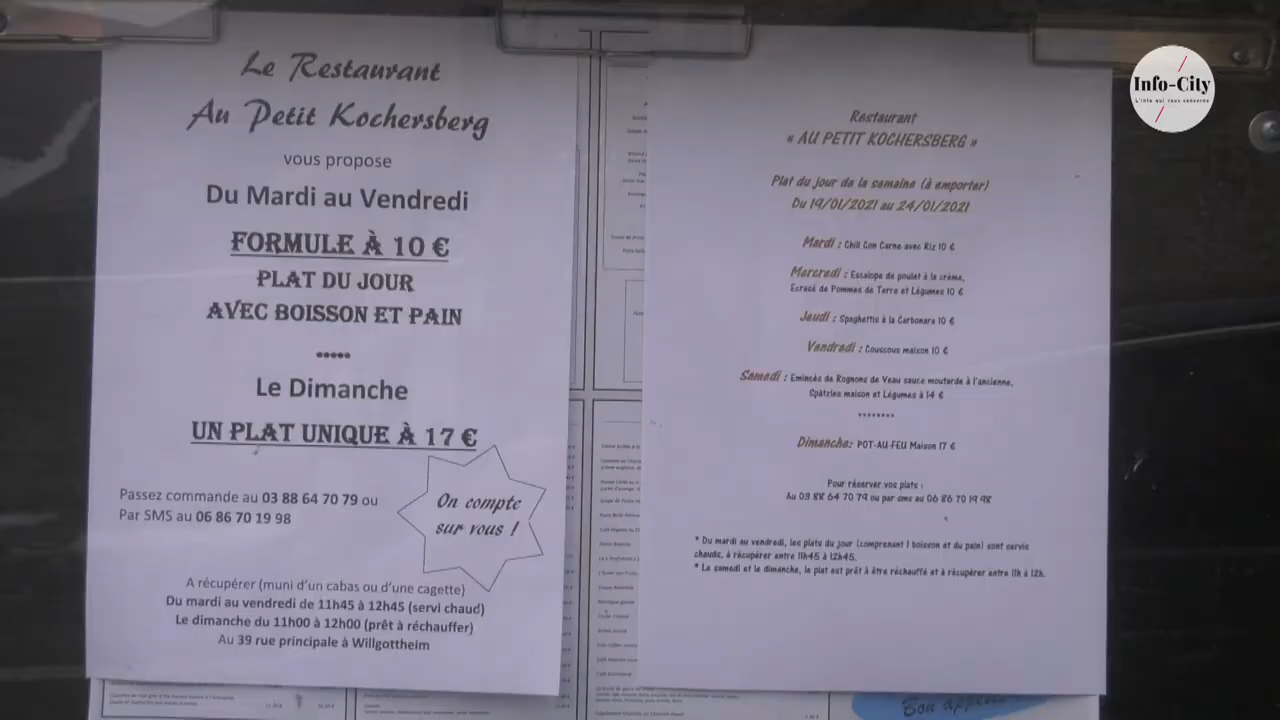 Le Restaurant
Au Petit Kochersberg
vous propose
Du Mardi au Vendredi
FORMULE À 10 €
PLAT DU JOUR
AVEC BOISSON ET PAIN
*****
Le Dimanche
UN PLAT UNIQUE À 17 €
Passez commande au 03 88 64 70 79 ou
Par SMS au 06 86 70 19 98
On compte
sur vous !
A récupérer (muni d'un cabas ou d'une cagette)
Du mardi au vendredi de 11h45 à 12h45 (servi chaud)
Le dimanche du 11h00 à 12h00 (prêt à réchauffer)
Au 39 rue principale à Willgottheim
Restaurant
« AU PETIT KOCHERSBERG »
Plat du jour de la semaine (à emporter)
Du 19/01/2021 au 24/01/2021
Mardi : Chili Con Carne avec Riz 10 €
Mercredi : Escalope de poulet à la crème,
Ecrasé de Pommes de Terre et Légumes 10 €
Jeudi : Spaghettis à la Carbonara 10 €
Vendredi : Couscous maison 10 €
Samedi : Emincés de Rognons de Veau sauce moutarde à l'ancienne,
Spätzles maison et Légumes à 14 €
********
Dimanche: POT-AU-FEU Maison 17 €
Pour réserver vos plats :
Au 03 88 64 70 79 ou par sms au 06 86 70 19 98
* Du mardi au vendredi, les plats du jour (comprenant 1 boisson et du pain) sont servis
chauds, à récupérer entre 11h45 à 12h45.
* Le samedi et le dimanche, le plat est prêt à être réchauffé et à récupérer entre 11h à 12h.
Info-City
L'info qui vous concerne
Bon appétit